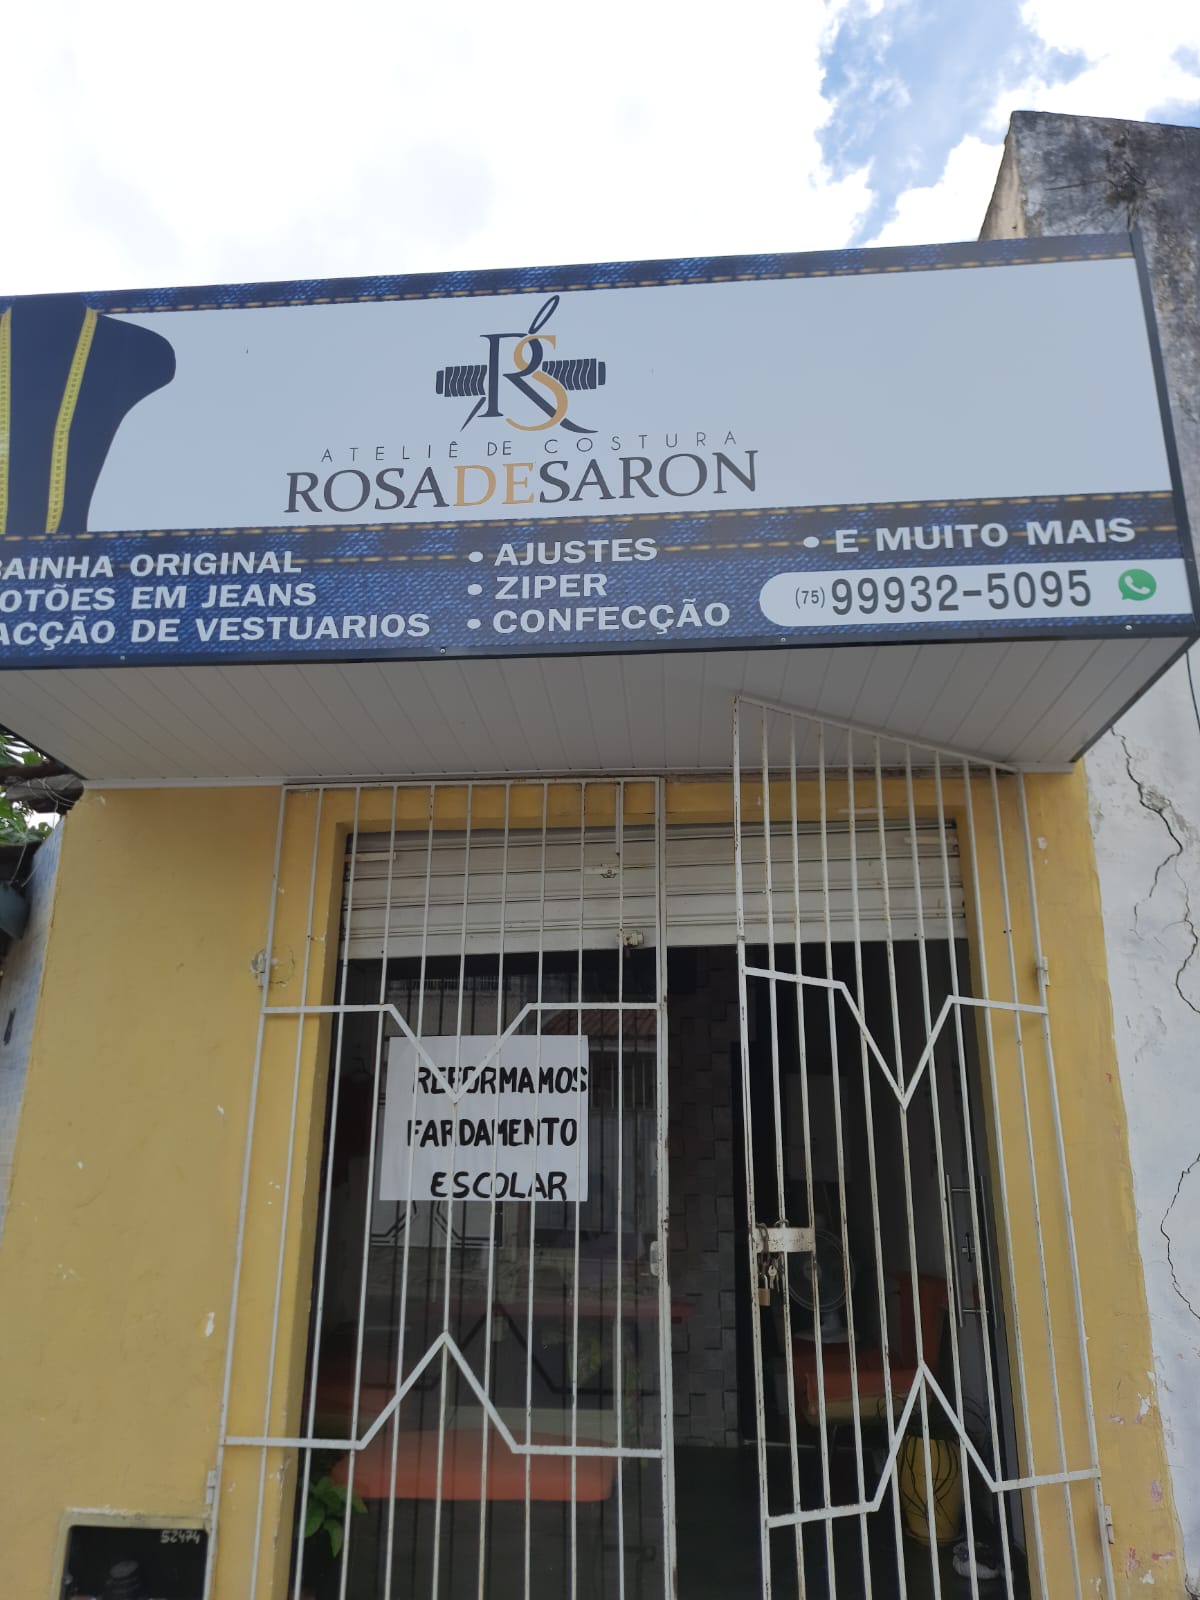 RS
ATELIÊ DE COSTURA
ROSADESARON
BAINHA ORIGINAL
OTÕES EM JEANS
ACÇÃO DE VESTUARIOS
• AJUSTES
• ZIPER
• CONFECÇÃO
• E MUITO MAIS
(75) 99932-5095
REFORMAMOS
FARDAMENTO
ESCOLAR
52474